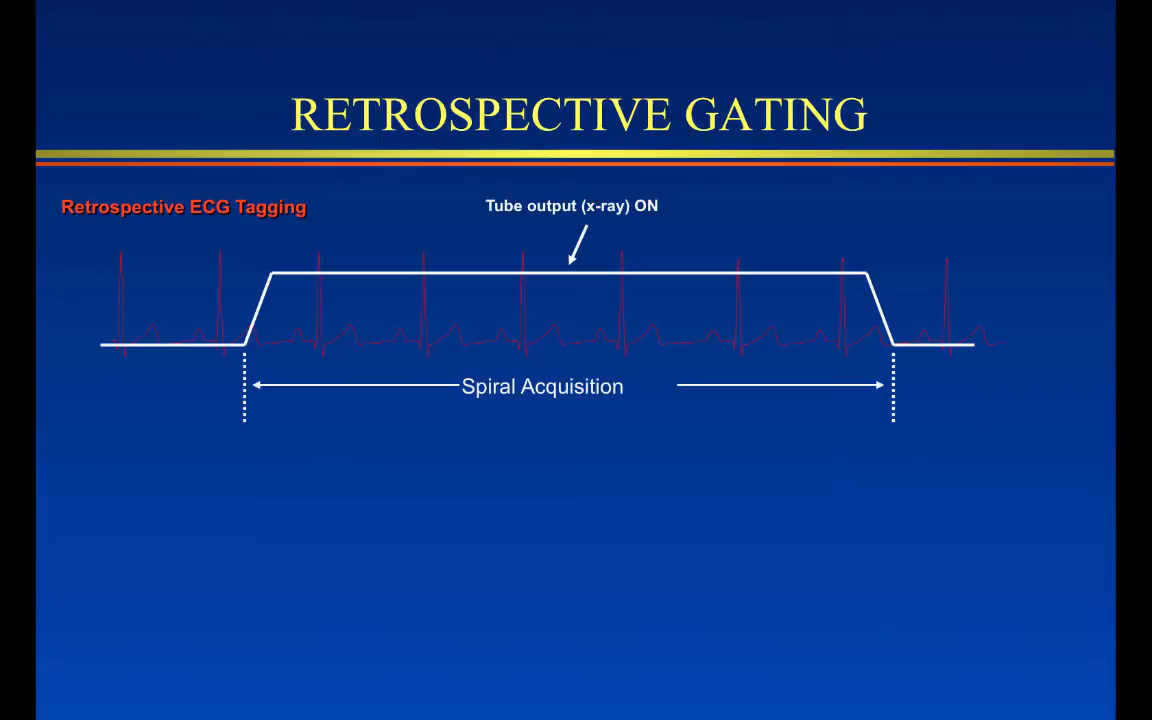 RETROSPECTIVE GATING
Retrospective ECG Tagging
Tube output (x-ray) ON
Spiral Acquisition